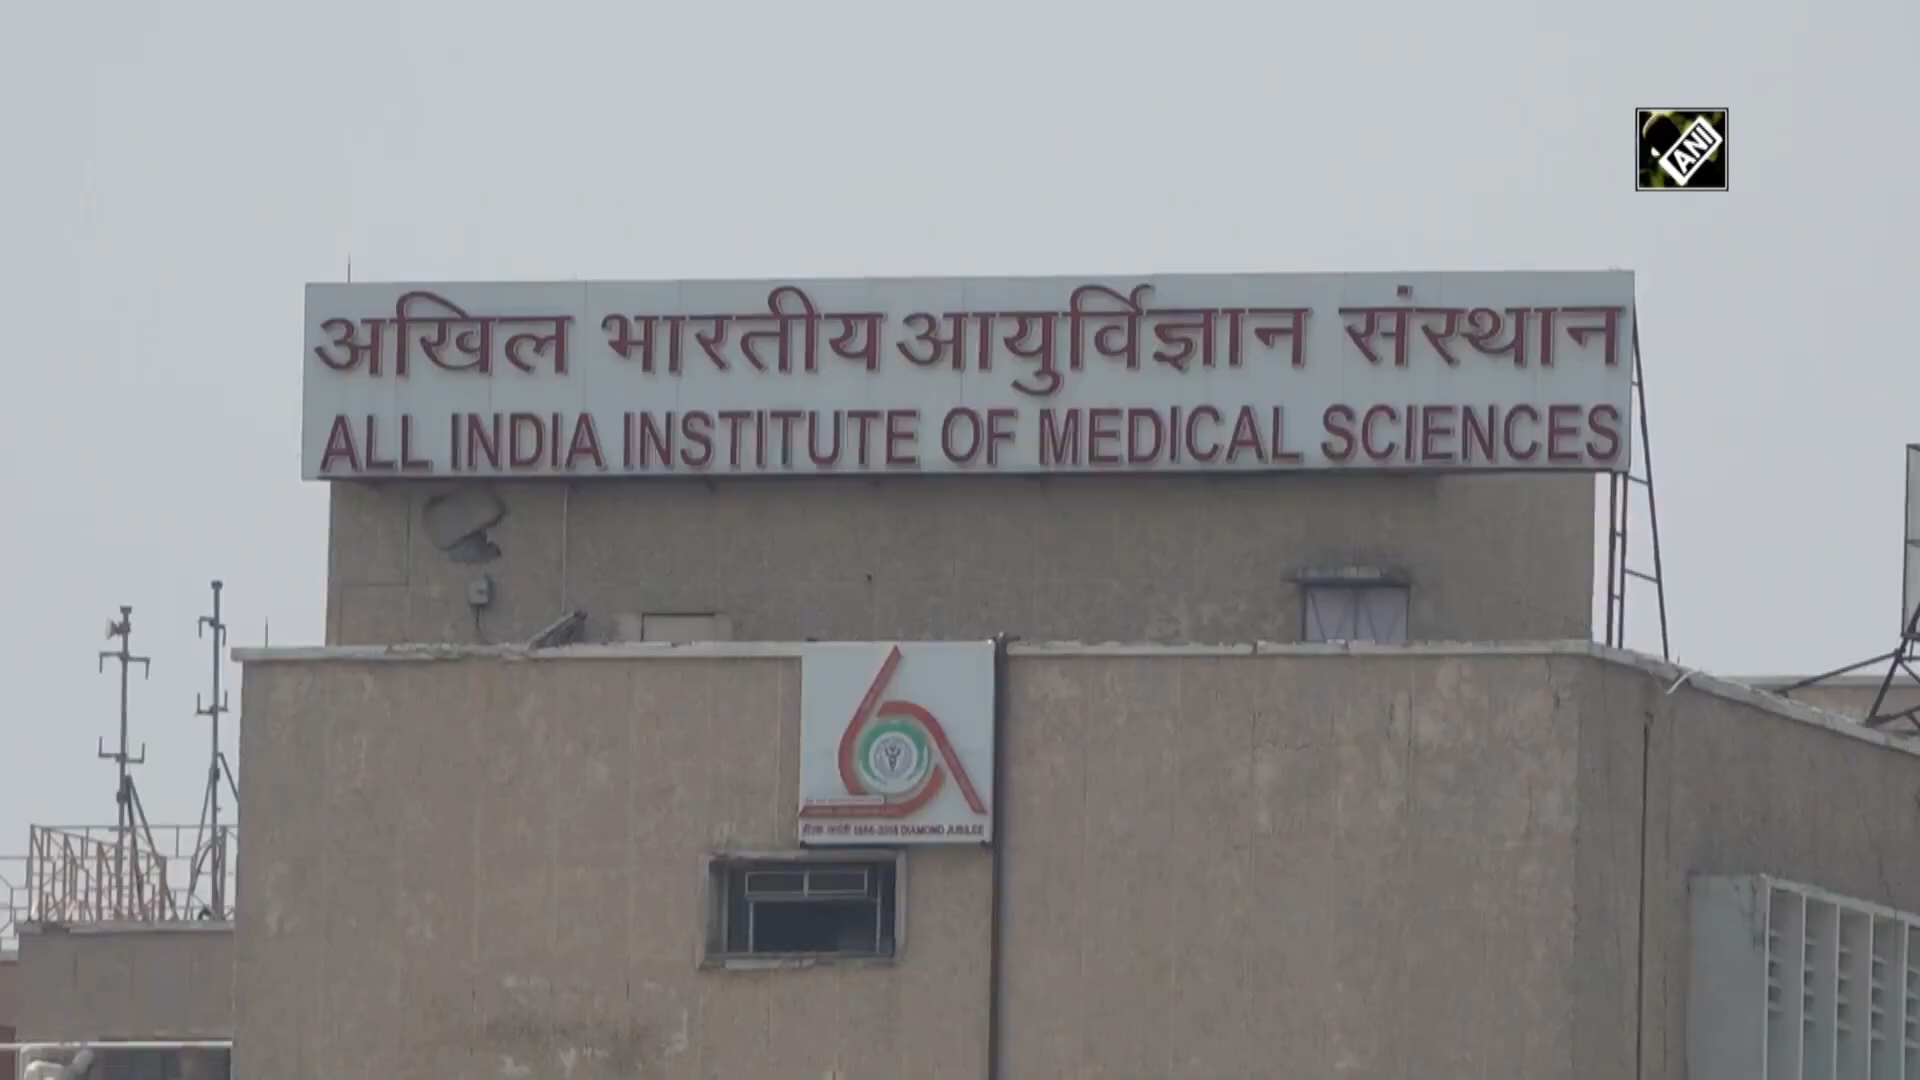 ANI
अखिल भारतीय आयुर्विज्ञान संस्थान
ALL INDIA INSTITUTE OF MEDICAL SCIENCES
DIAMOND JUBILEE